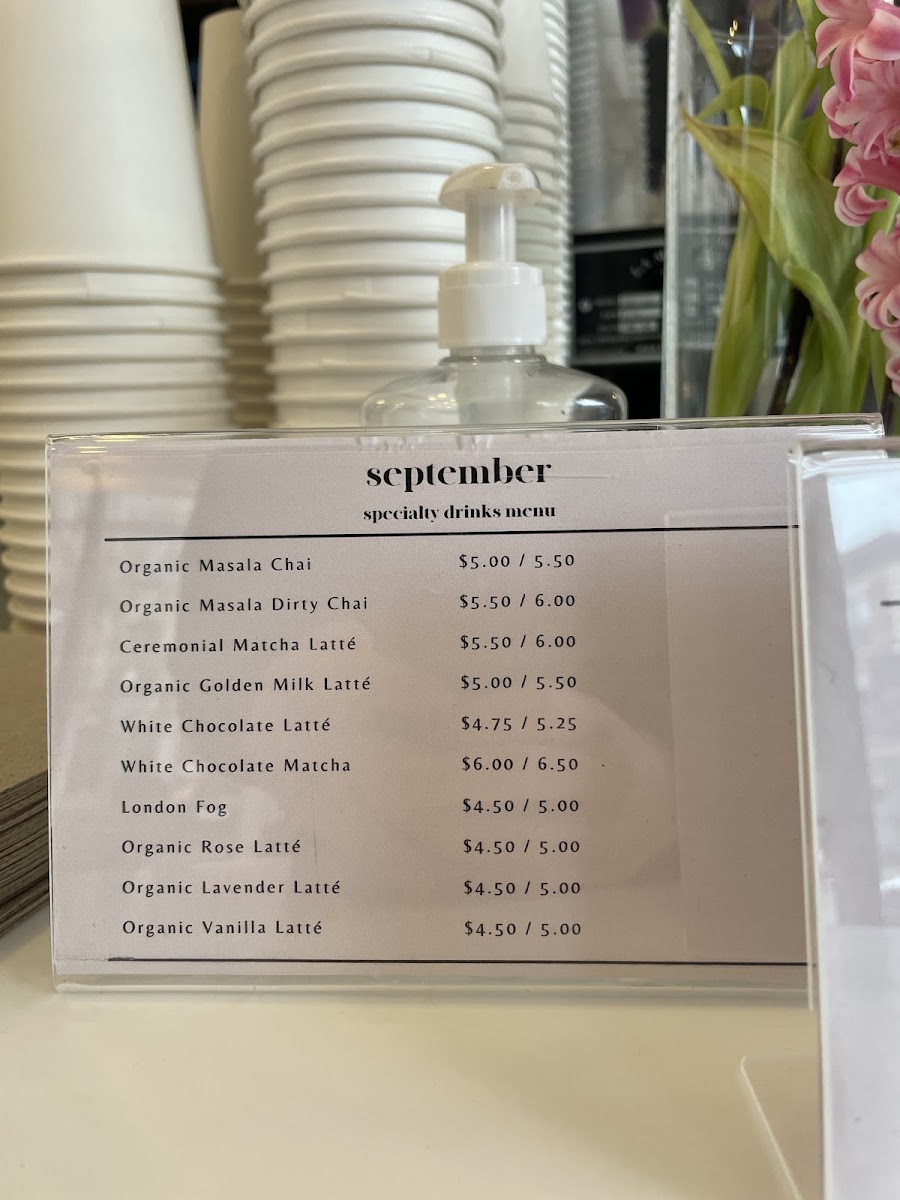 september
specialty drinks menu
Organic Masala Chai $5.00 / 5.50
Organic Masala Dirty Chai $5.50 / 6.00
Ceremonial Matcha Latté $5.50 / 6.00
Organic Golden Milk Latté $5.00 / 5.50
White Chocolate Latté $4.75 / 5.25
White Chocolate Matcha $6.00 / 6.50
London Fog $4.50 / 5.00
Organic Rose Latté $4.50 / 5.00
Organic Lavender Latté $4.50 / 5.00
Organic Vanilla Latté $4.50 / 5.00